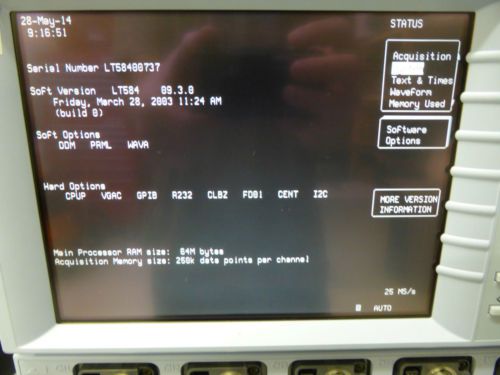 28-May-14
9:16:51
STATUS
Serial Number LT58400737
Soft Version LT584 09.3.0
Friday, March 28, 2003 11:24 AM
(build 0)
Soft Options
DDM PRML WAVA
Hard Options
CPUP VGAC GPIB R232 CLBZ FD01 CENT I2C
Main Processor RAM size: 64M bytes
Acquisition Memory size: 250k data points per channel
Acquisition
Text & Times
Waveform
Memory Used
Software
Options
MORE VERSION
INFORMATION
25 MS/s
AUTO